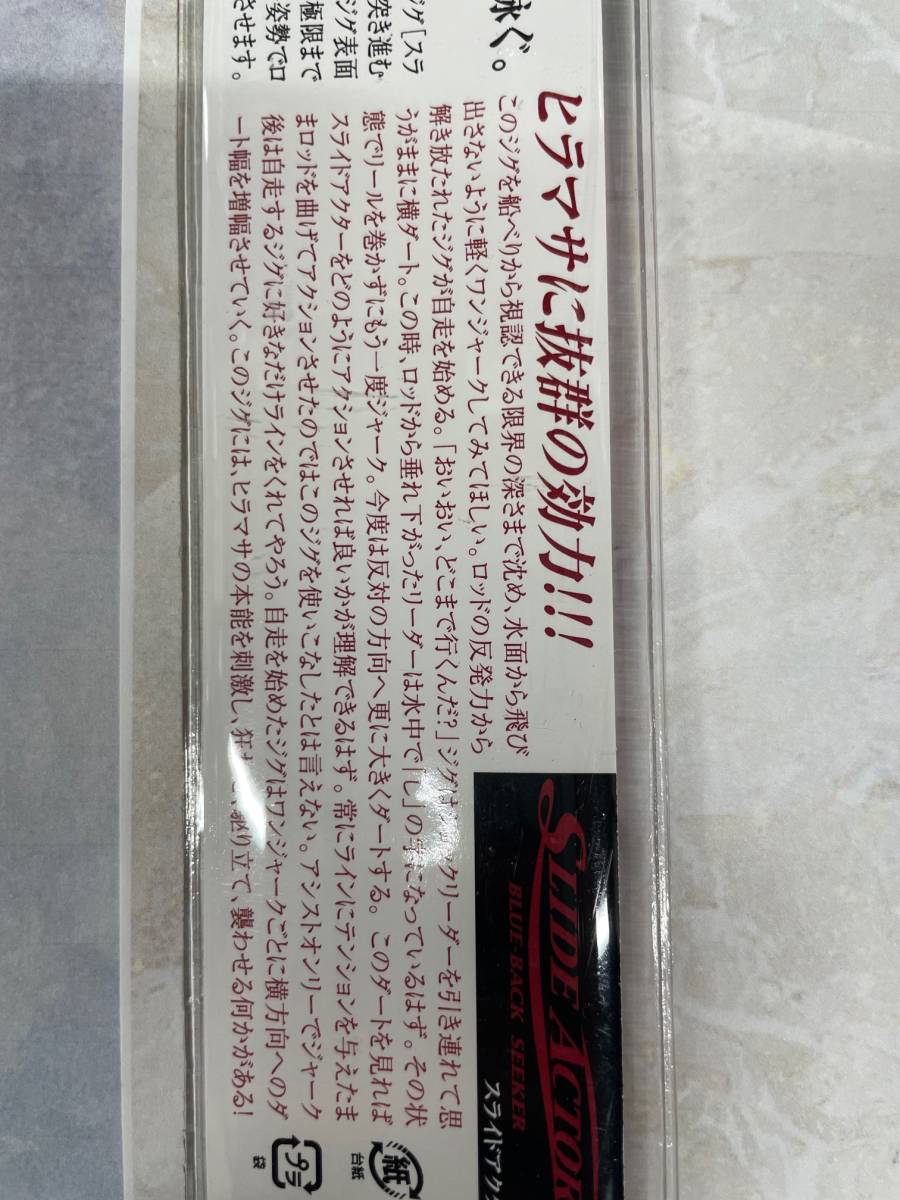 泳ぐ。
ジグ［スラ
突き進む
ジグ表面
極限まで
姿勢でロ
させます。
ヒラマサに抜群の効力!!!
このジグを船べりから視認できる限界の深さまで沈め、水面から飛び
出さないように軽くワンジャークしてみてほしい。ロッドの反発力から
解き放たれたジグが自走を始める。「おいおい、どこまで行くんだ?」ジグは クリーダーを引き連れて思
うがままに横ダート。この時、ロッドから垂れ下がったリーダーは水中で「し」の字になっているはず。その状
態でリールを巻かずにもう一度ジャーク。今度は反対の方向へ更に大きくダートする。このダートを見れば
スライドアクターをどのようにアクションさせれば良いかが理解できるはず。常にラインにテンションを与えたま
まロッドを曲げてアクションさせたのではこのジグを使いこなしたとは言えない。アシストオンリーでジャーク
後は自走するジグに好きなだけラインをくれてやろう。自走を始めたジグはワンジャークごとに横方向へのダ
ート幅を増幅させていく。このジグには、ヒラマサの本能を刺激し、狂 駆り立て、襲わせる何かがある!
SLIDE ACTOR
BLUE-BACK SEEKER
スライドアク
紙
台紙
プラ
袋